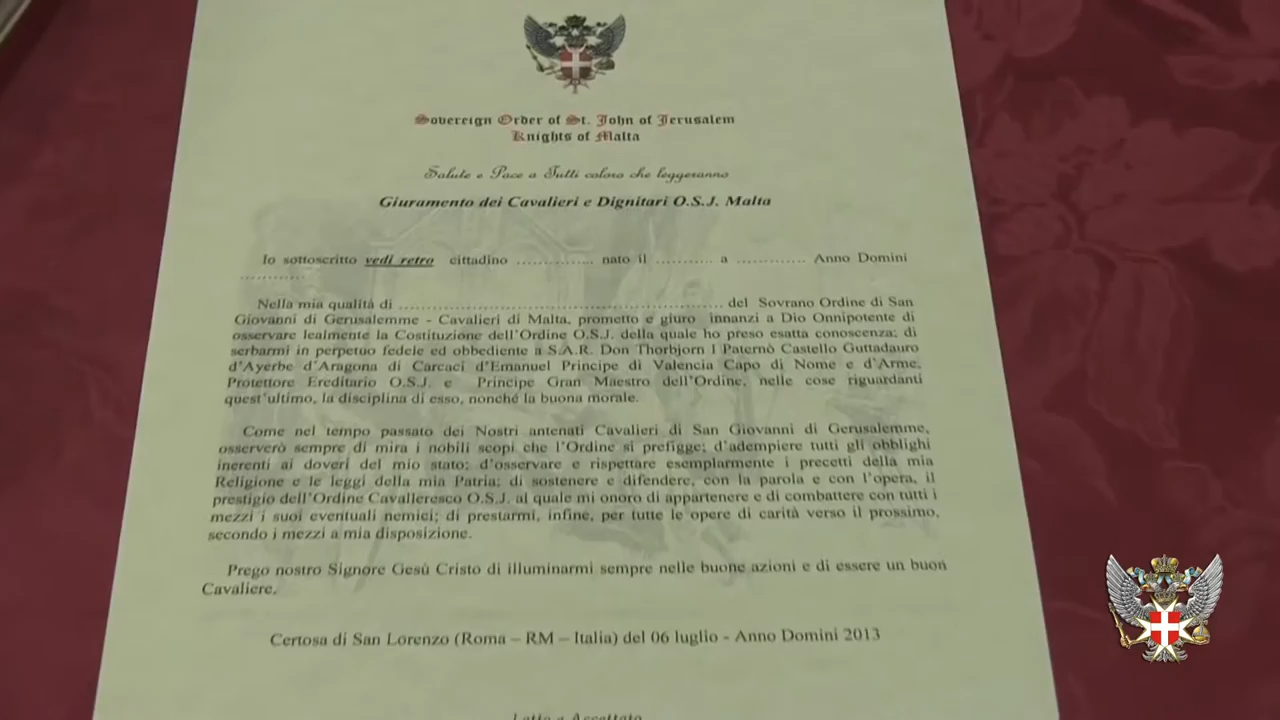 Sovereign Order of St. John of Jerusalem
Knights of Malta
Salute e Pace a Tutti coloro che leggeranno
Giuramento dei Cavalieri e Dignitari O.S.J. Malta
Io sottoscritto vedi retro cittadino .............. nato il .......... a ............ Anno Domini
...........
Nella mia qualità di ................................................ del Sovrano Ordine di San
Giovanni di Gerusalemme - Cavalieri di Malta, prometto e giuro innanzi a Dio Onnipotente di
osservare lealmente la Costituzione dell'Ordine O.S.J. della quale ho preso esatta conoscenza; di
serbarmi in perpetuo fedele ed obbediente a S.A.R. Don Thorbjorn I Paternò Castello Guttadauro
d'Ayerbe d'Aragona di Carcaci d'Emanuel Principe di Valencia Capo di Nome e d'Arme,
Protettore Ereditario O.S.J. e Principe Gran Maestro dell'Ordine, nelle cose riguardanti
quest'ultimo, la disciplina di esso, nonché la buona morale.
Come nel tempo passato dei Nostri antenati Cavalieri di San Giovanni di Gerusalemme,
osserverò sempre di mira i nobili scopi che l'Ordine si prefigge; d'adempiere tutti gli obblighi
inerenti ai doveri del mio stato; d'osservare e rispettare esemplarmente i precetti della mia
Religione e le leggi della mia Patria; di sostenere e difendere, con la parola e con l'opera, il
prestigio dell'Ordine Cavalleresco O.S.J. al quale mi onoro di appartenere e di combattere con tutti i
mezzi i suoi eventuali nemici; di prestarmi, infine, per tutte le opere di carità verso il prossimo,
secondo i mezzi a mia disposizione.
Prego nostro Signore Gesù Cristo di illuminarmi sempre nelle buone azioni e di essere un buon
Cavaliere.
Certosa di San Lorenzo (Roma – RM – Italia) del 06 luglio - Anno Domini 2013
Letto e Accettato